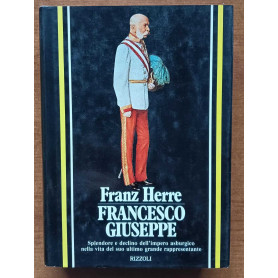 Franz Herre
FRANCESCO
GIUSEPPE
Splendore e declino dell'impero asburgico
nella vita del suo ultimo grande rappresentante
RIZZOLI